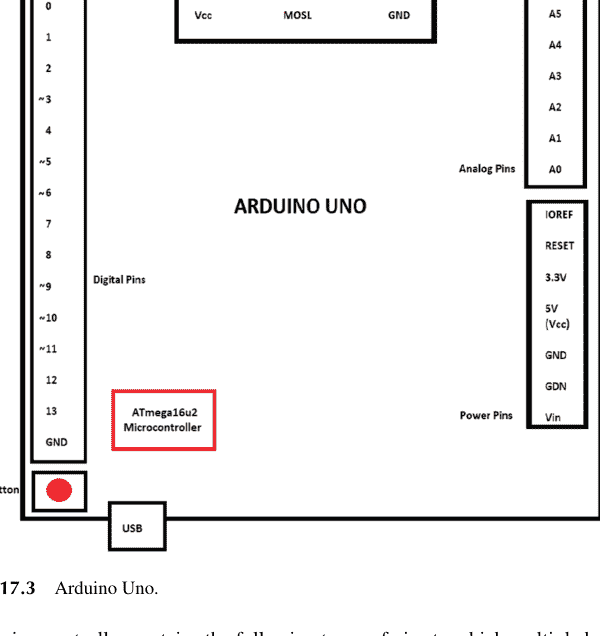 0
1
2
~3
4
~5
~6
7
8
~9
~10
~11
12
13
GND
Digital Pins
Vcc MOSL GND
ARDUINO UNO
A5
A4
A3
A2
A1
A0
Analog Pins
IOREF
RESET
3.3V
5V
(Vcc)
GND
GDN
Vin
Power Pins
ATmega16u2
Microcontroller
USB
17.3 Arduino Uno.